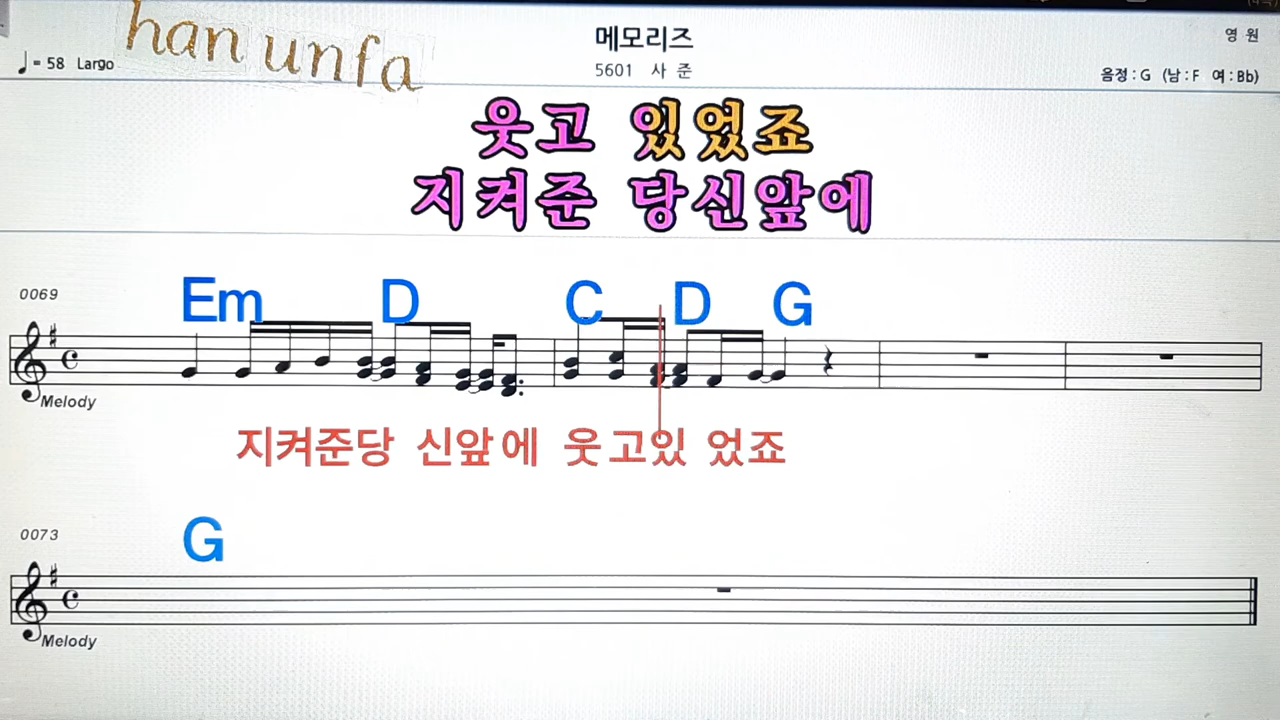 han unfa
메모리즈
영 원
♩= 58 Largo
5601 사 준
음정 : G (남 : F 여 : Bb)
웃고 있었죠
지켜준 당신앞에
0069
Em D C D G
Melody
지켜준당 신앞에 웃고있 었죠
0073
G
Melody